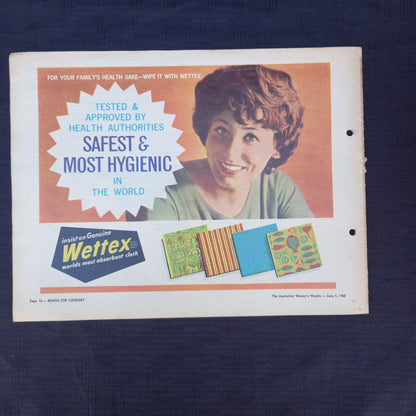 FOR YOUR FAMILY'S HEALTH SAKE—WIPE IT WITH WETTEX
TESTED &
APPROVED BY
HEALTH AUTHORITIES
SAFEST &
MOST HYGIENIC
IN
THE WORLD
insist on Genuine
Wettex
worlds most absorbent cloth
Page 16 — BENCH-TOP COOKERY
The Australian Women's Weekly — June 5, 1968